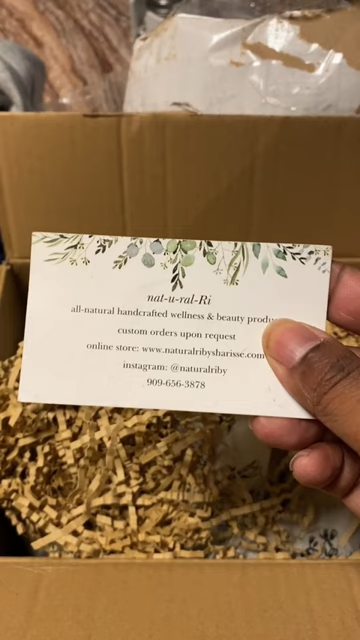 nat-u-ral-Ri
all-natural handcrafted wellness & beauty
custom orders upon request
online store: www.naturalribysharisse.com
instagram: @naturalriby
909-656-3878